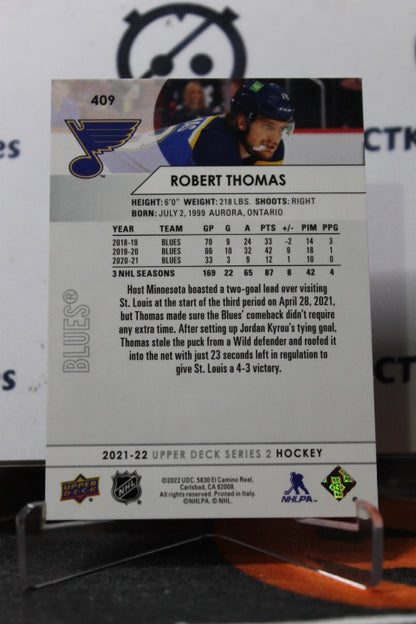 409
ROBERT THOMAS
HEIGHT: 6'0" WEIGHT: 218 LBS. SHOOTS: RIGHT
BORN: JULY 2, 1999 AURORA, ONTARIO
YEAR TEAM GP G A PTS +/- PIM PPG
2018-19 BLUES 70 9 24 33 -2 14 3
2019-20 BLUES 66 10 32 42 9 18 1
2020-21 BLUES 33 3 9 12 1 10 0
3 NHL SEASONS 169 22 65 87 8 42 4
Host Minnesota boasted a two-goal lead over visiting
St. Louis at the start of the third period on April 28, 2021,
but Thomas made sure the Blues' comeback didn't require
any extra time. After setting up Jordan Kyrou's tying goal,
Thomas stole the puck from a Wild defender and roofed it
into the net with just 23 seconds left in regulation to
give St. Louis a 4-3 victory.
BLUES®
2021-22 UPPER DECK SERIES 2 HOCKEY
UPPER DECK
NHL
©2022 UDC. 5830 El Camino Real,
Carlsbad, CA 92008.
All rights reserved. Printed in Italy.
©NHLPA. © NHL.
NHLPA